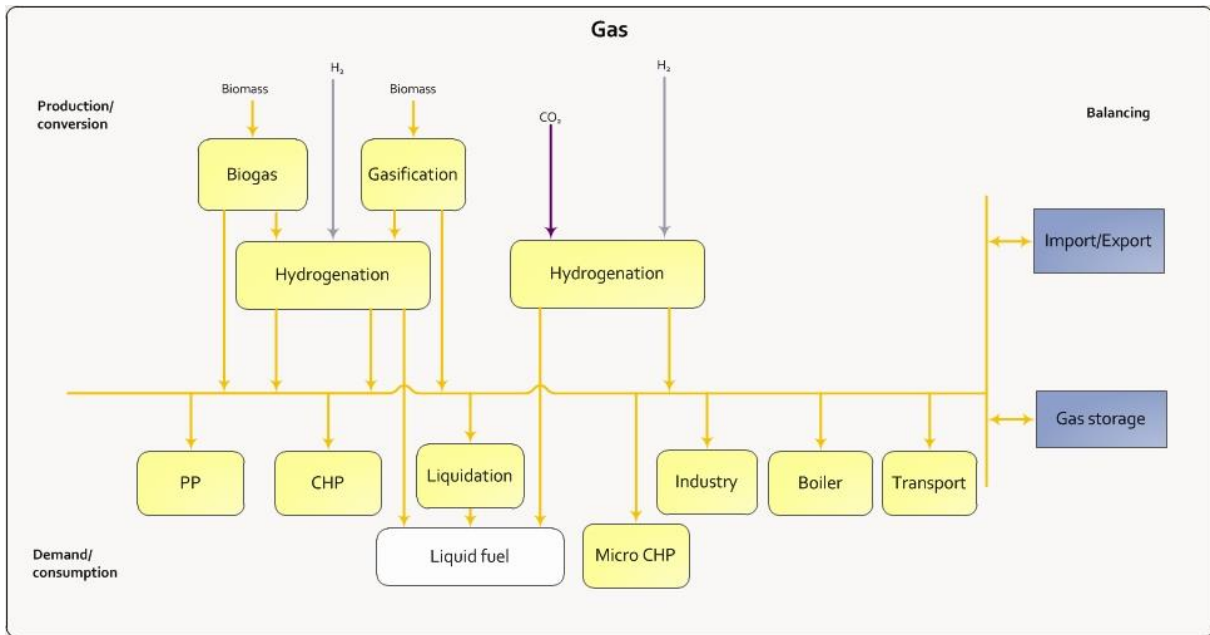 Gas
H₂
H₂
Biomass
Biomass
Production/
conversion
CO₂
Balancing
Biogas
Gasification
Import/Export
Hydrogenation
Hydrogenation
Gas storage
PP
CHP
Liquidation
Industry
Boiler
Transport
Liquid fuel
Micro CHP
Demand/
consumption